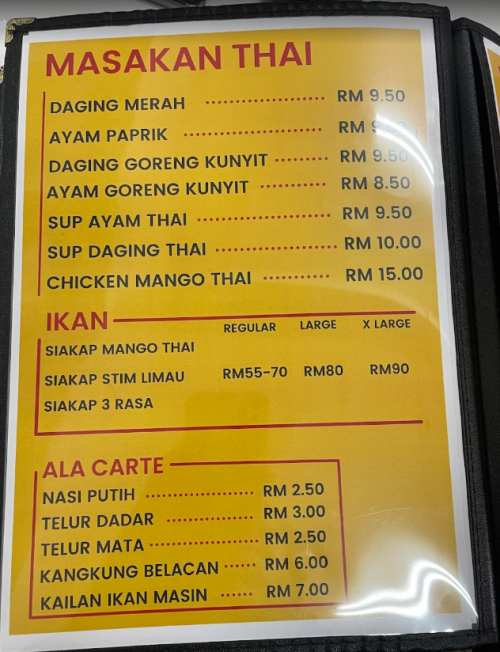 MASAKAN THAI
DAGING MERAH ........................ RM 9.50
AYAM PAPRIK ........................ RM
DAGING GORENG KUNYIT ........... RM 9.50
AYAM GORENG KUNYIT ............. RM 8.50
SUP AYAM THAI ........................ RM 9.50
SUP DAGING THAI ........................ RM 10.00
CHICKEN MANGO THAI ............. RM 15.00
IKAN
REGULAR LARGE X LARGE
SIAKAP MANGO THAI
SIAKAP STIM LIMAU RM55-70 RM80 RM90
SIAKAP 3 RASA
ALA CARTE
NASI PUTIH .................... RM 2.50
TELUR DADAR ................ RM 3.00
TELUR MATA .................... RM 2.50
KANGKUNG BELACAN ...... RM 6.00
KAILAN IKAN MASIN ...... RM 7.00